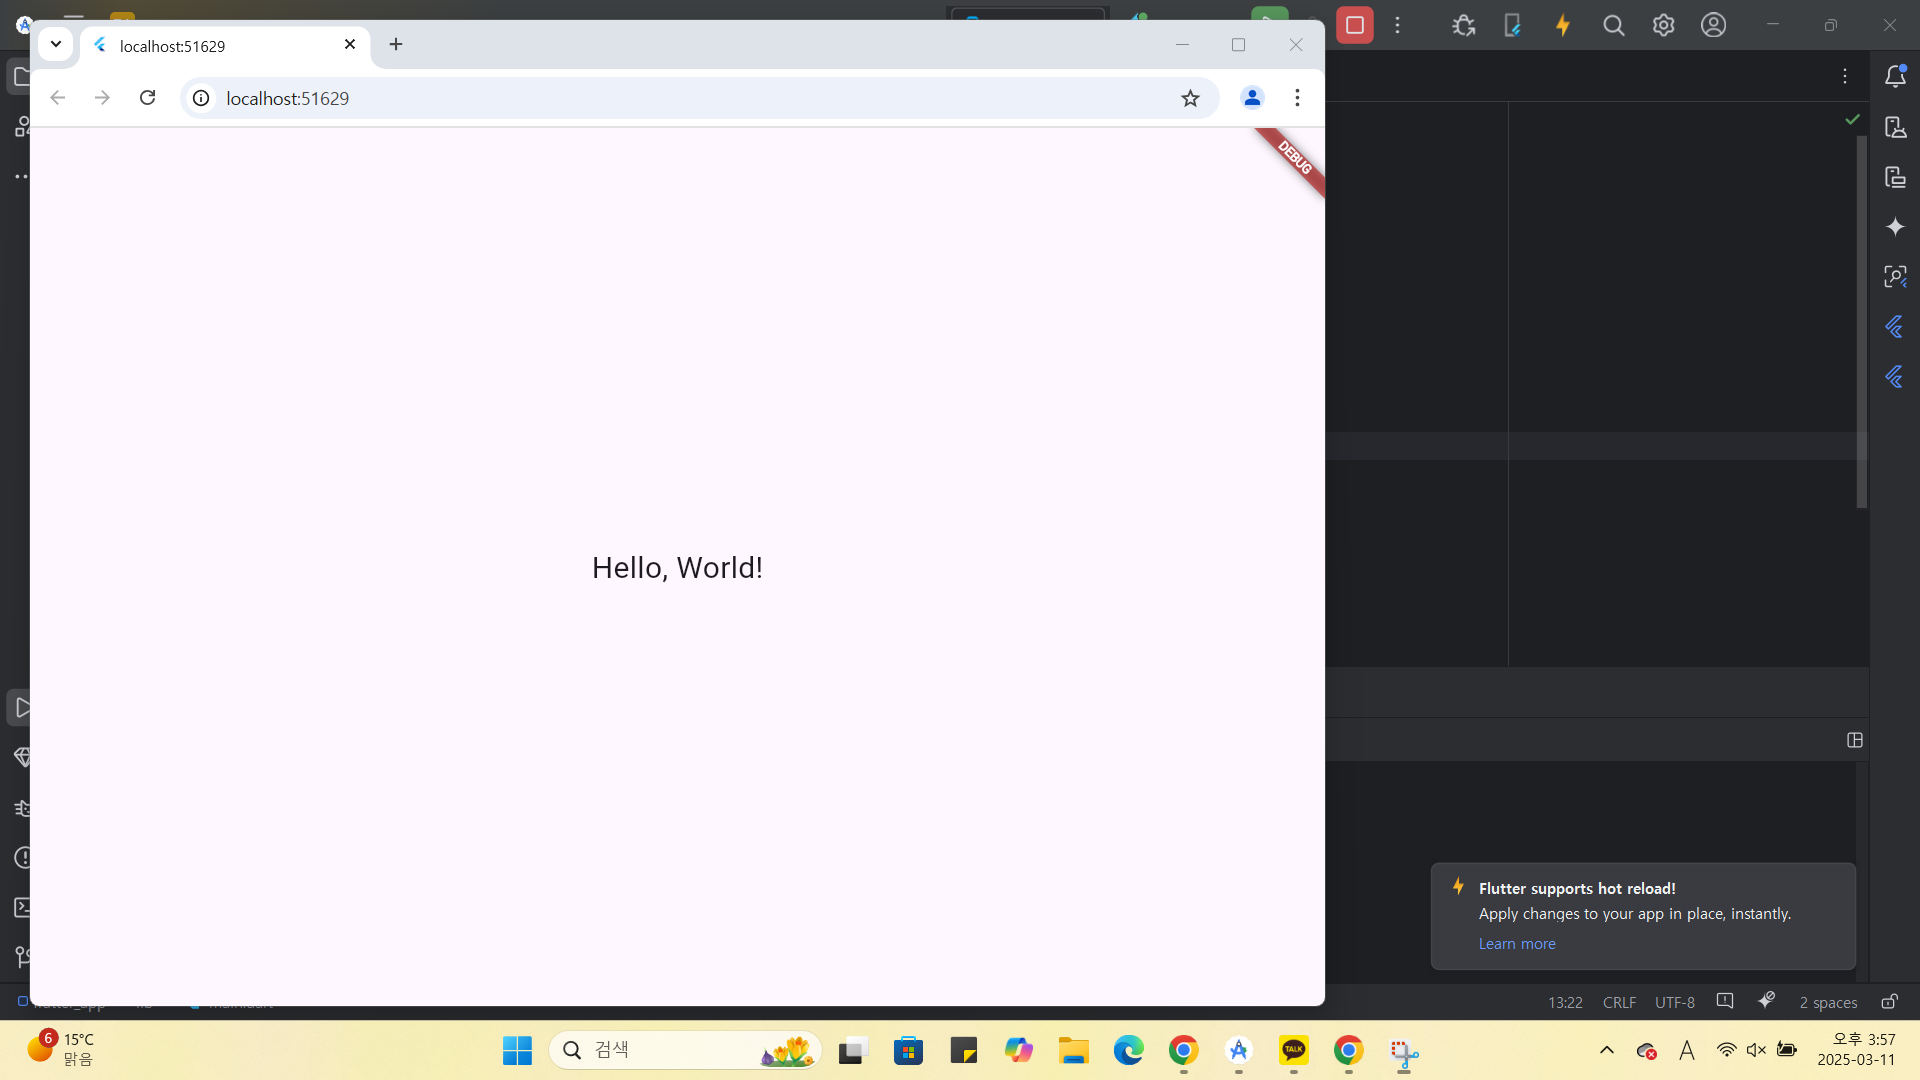 localhost:51629
localhost:51629
DEBUG
Hello, World!
Flutter supports hot reload!
Apply changes to your app in place, instantly.
Learn more
13:22
CRLF
UTF-8
2 spaces
6
15°C
맑음
검색
TALK
A
오후 3:57
2025-03-11